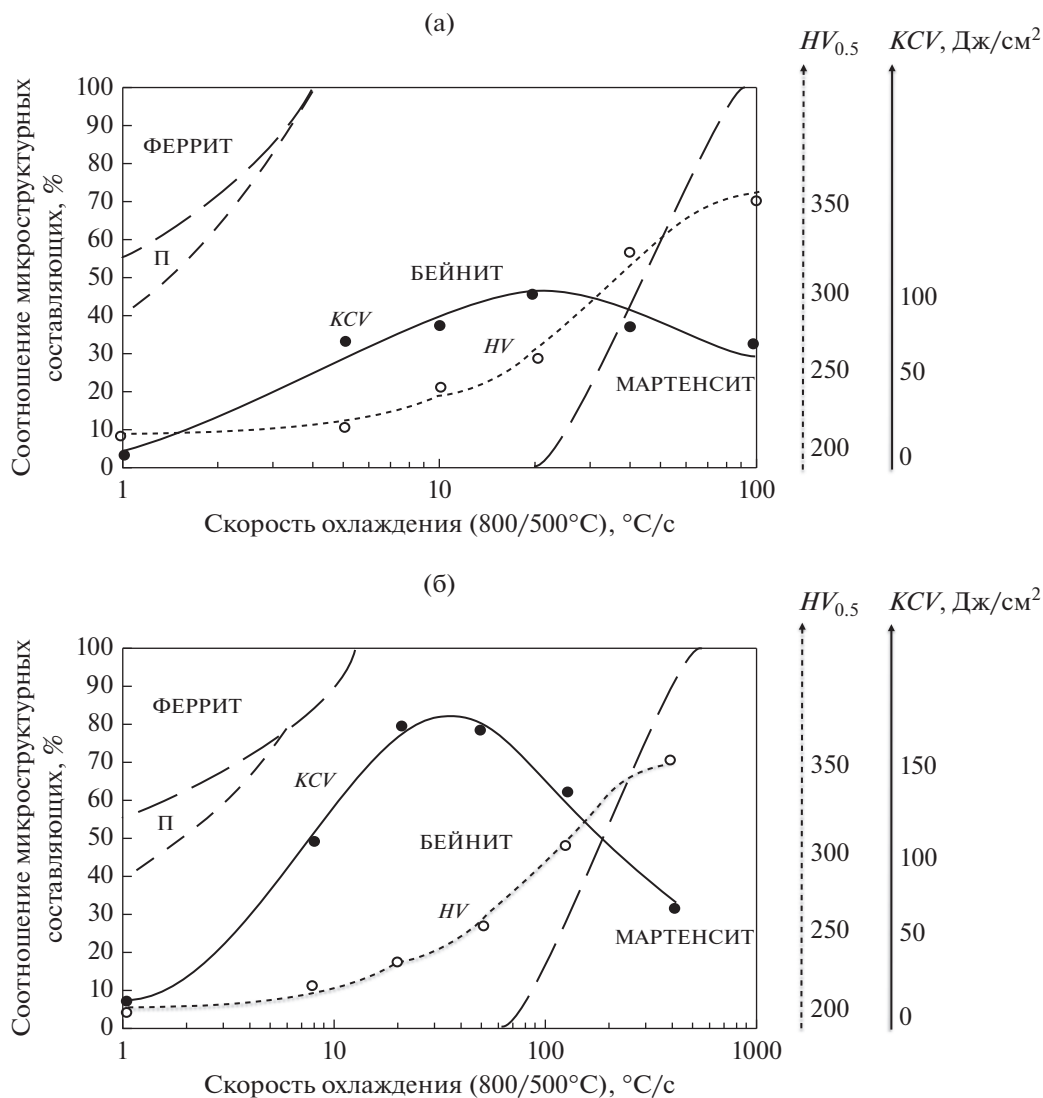 (а)
HV0.5 KCV, Дж/см²
Соотношение микроструктурных
составляющих, %
100
90
80
70
60
50
40
30
20
10
0
ФЕРРИТ
П
БЕЙНИТ
KCV
HV
МАРТЕНСИТ
350
300
250
200
100
50
0
1 10 100
Скорость охлаждения (800/500°C), °C/с
(б)
HV0.5 KCV, Дж/см²
Соотношение микроструктурных
составляющих, %
100
90
80
70
60
50
40
30
20
10
0
ФЕРРИТ
П
KCV
БЕЙНИТ
HV
МАРТЕНСИТ
350
300
250
200
150
100
50
0
1 10 100 1000
Скорость охлаждения (800/500°C), °C/с